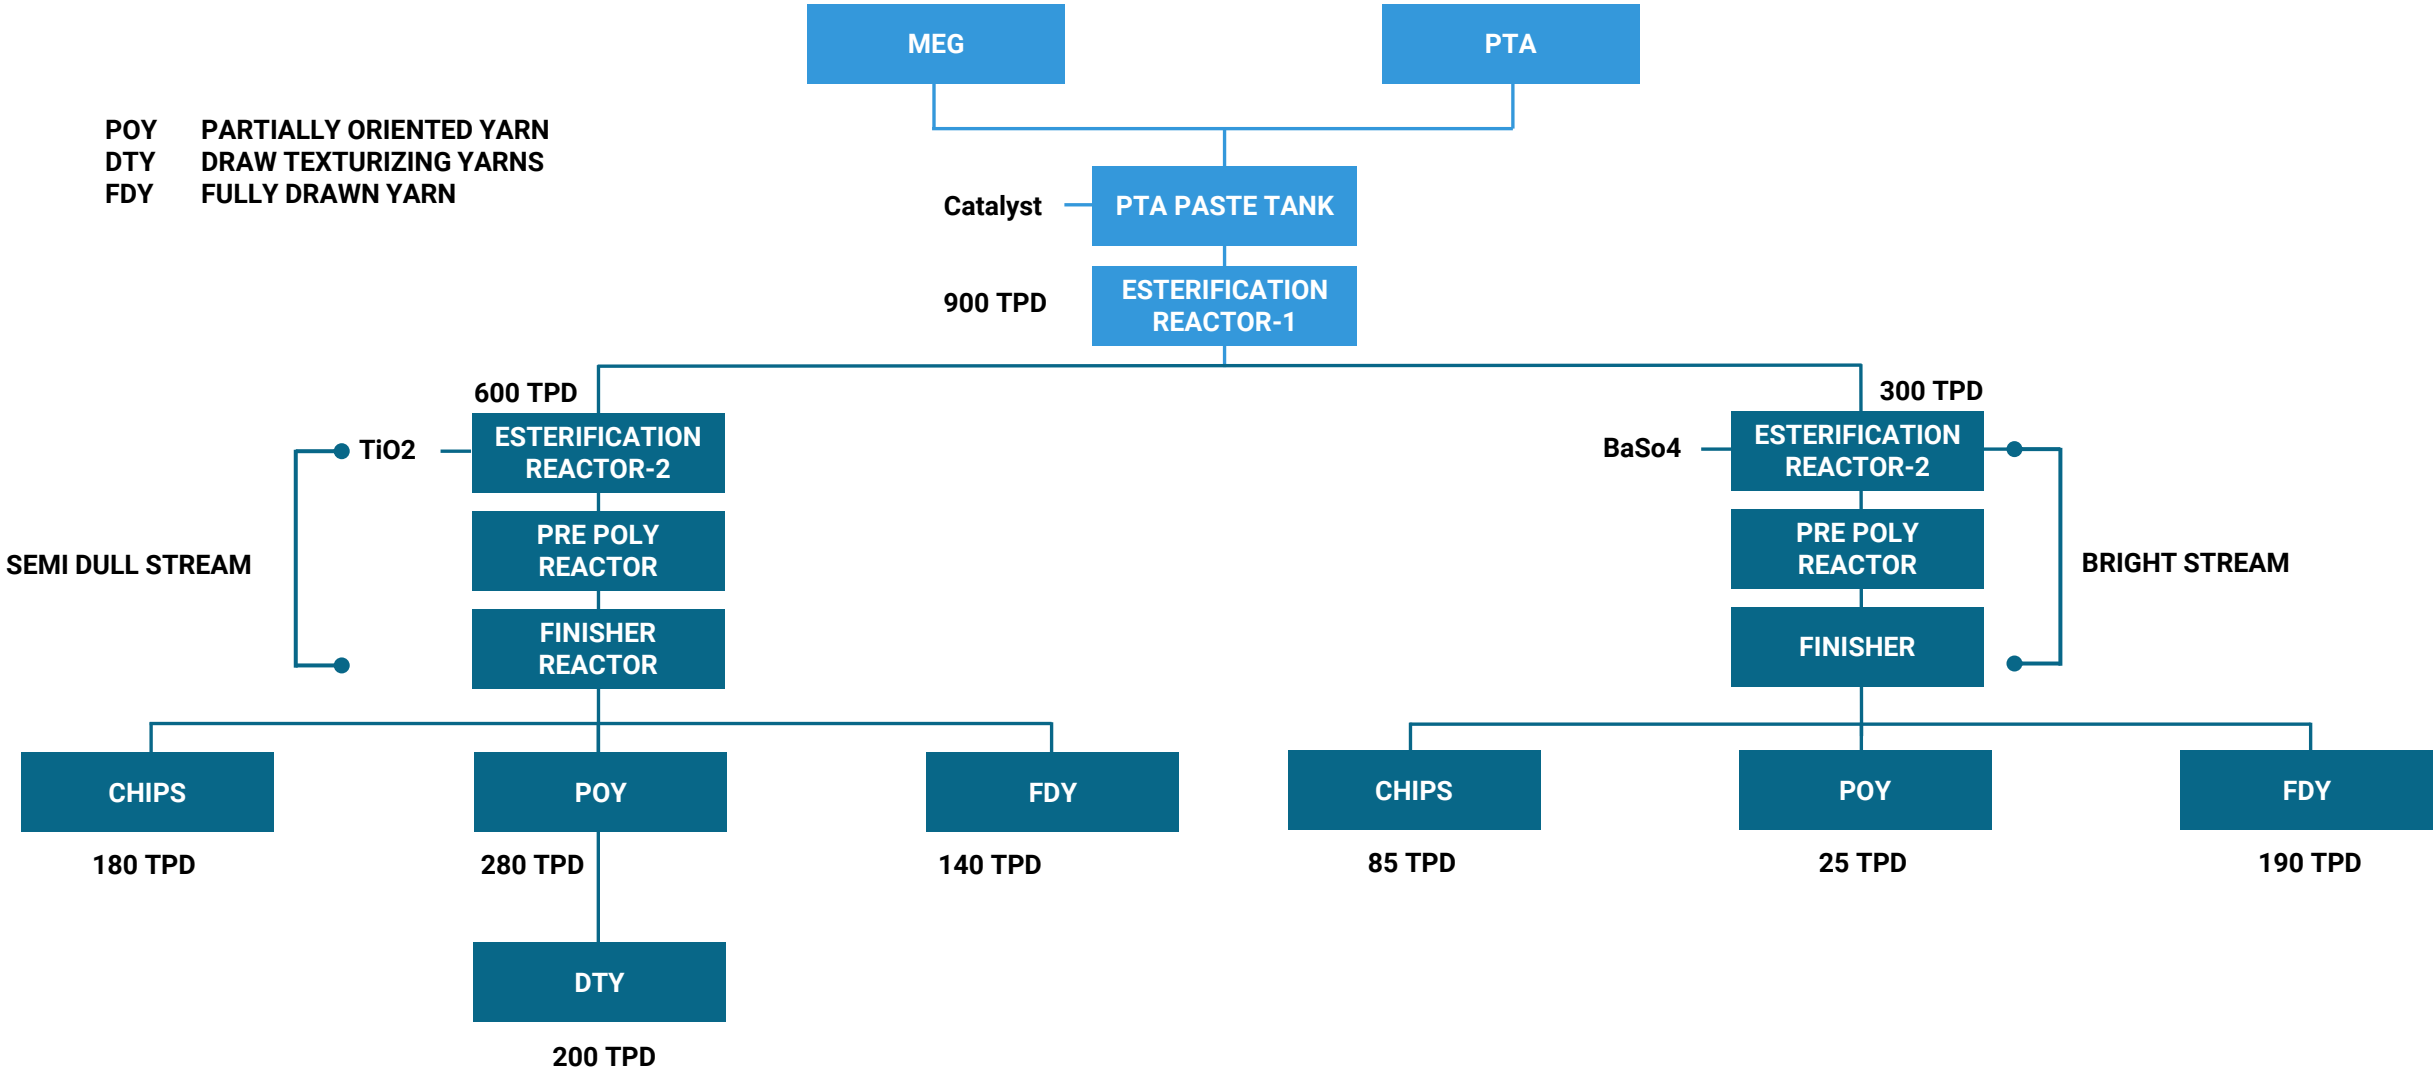 MEG
PTA
POY PARTIALLY ORIENTED YARN
DTY DRAW TEXTURIZING YARNS
FDY FULLY DRAWN YARN
Catalyst
PTA PASTE TANK
900 TPD
ESTERIFICATION
REACTOR-1
600 TPD
300 TPD
TiO2
ESTERIFICATION
REACTOR-2
BaSo4
ESTERIFICATION
REACTOR-2
SEMI DULL STREAM
PRE POLY
REACTOR
PRE POLY
REACTOR
BRIGHT STREAM
FINISHER
REACTOR
FINISHER
CHIPS
POY
FDY
CHIPS
POY
FDY
180 TPD
280 TPD
140 TPD
85 TPD
25 TPD
190 TPD
DTY
200 TPD